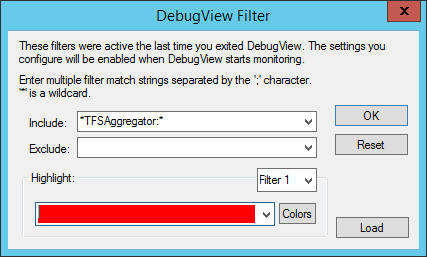 DebugView Filter
x
These filters were active the last time you exited DebugView. The settings you
configure will be enabled when DebugView starts monitoring.
Enter multiple filter match strings separated by the ';' character.
'*' is a wildcard.
Include: *TFSAggregator:* OK
Exclude: Reset
Highlight: Filter 1
Colors
Load